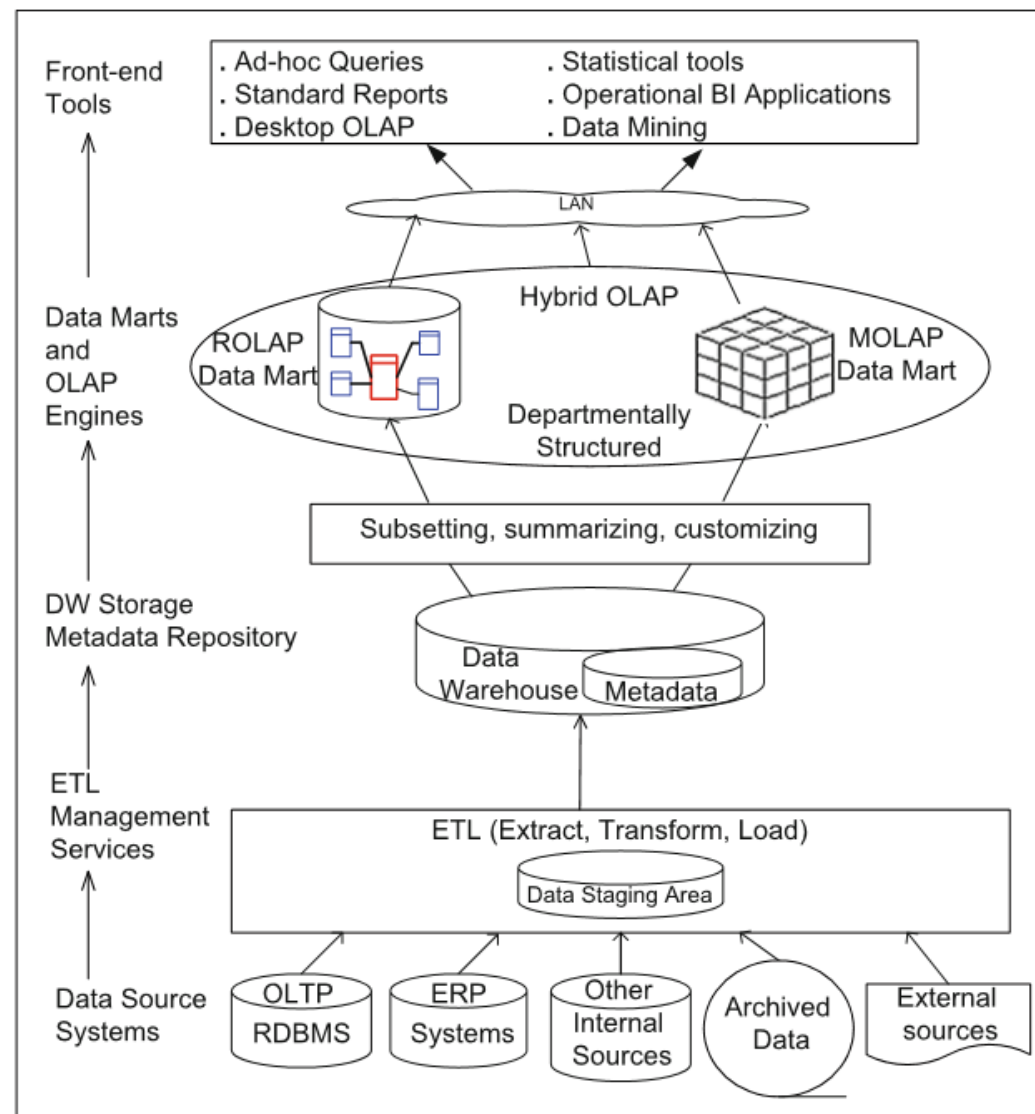 Front-end
Tools
. Ad-hoc Queries
. Standard Reports
. Desktop OLAP
. Statistical tools
. Operational BI Applications
. Data Mining
LAN
Data Marts
and
OLAP
Engines
Hybrid OLAP
ROLAP
Data Mart
MOLAP
Data Mart
Departmentally
Structured
Subsetting, summarizing, customizing
DW Storage
Metadata Repository
Data
Warehouse
Metadata
ETL
Management
Services
ETL (Extract, Transform, Load)
Data Staging Area
Data Source
Systems
OLTP
RDBMS
ERP
Systems
Other
Internal
Sources
Archived
Data
External
sources